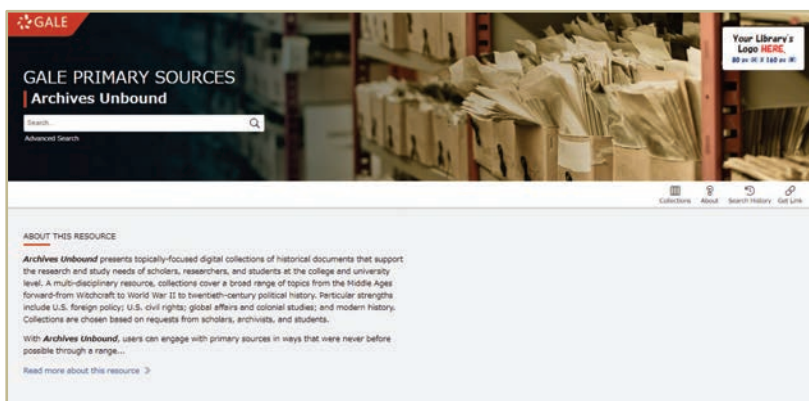 GALE
Your Library's
Logo HERE.
GALE PRIMARY SOURCES
Archives Unbound
Search...
Advanced Search
Collections About Search History Get Link
ABOUT THIS RESOURCE
Archives Unbound presents topically-focused digital collections of historical documents that support
the research and study needs of scholars, researchers, and students at the college and university
level. A multi-disciplinary resource, collections cover a broad range of topics from the Middle Ages
forward-from Witchcraft to World War II to twentieth-century political history. Particular strengths
include U.S. foreign policy; U.S. civil rights; global affairs and colonial studies; and modern history.
Collections are chosen based on requests from scholars, archivists, and students.
With Archives Unbound, users can engage with primary sources in ways that were never before
possible through a range...
Read more about this resource